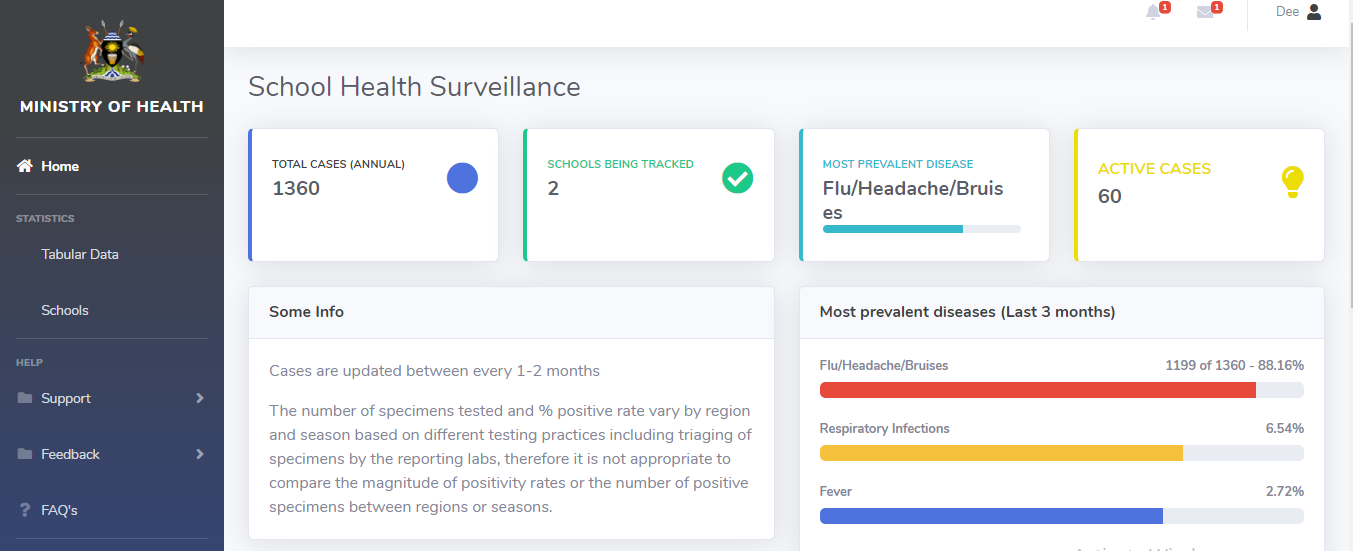 1
1
Dee
MINISTRY OF HEALTH
Home
STATISTICS
Tabular Data
Schools
HELP
Support
Feedback
? FAQ's
School Health Surveillance
TOTAL CASES (ANNUAL)
1360
SCHOOLS BEING TRACKED
2
MOST PREVALENT DISEASE
Flu/Headache/Bruis
es
ACTIVE CASES
60
Some Info
Cases are updated between every 1-2 months
The number of specimens tested and % positive rate vary by region
and season based on different testing practices including triaging of
specimens by the reporting labs, therefore it is not appropriate to
compare the magnitude of positivity rates or the number of positive
specimens between regions or seasons.
Most prevalent diseases (Last 3 months)
Flu/Headache/Bruises 1199 of 1360 - 88.16%
Respiratory Infections 6.54%
Fever 2.72%